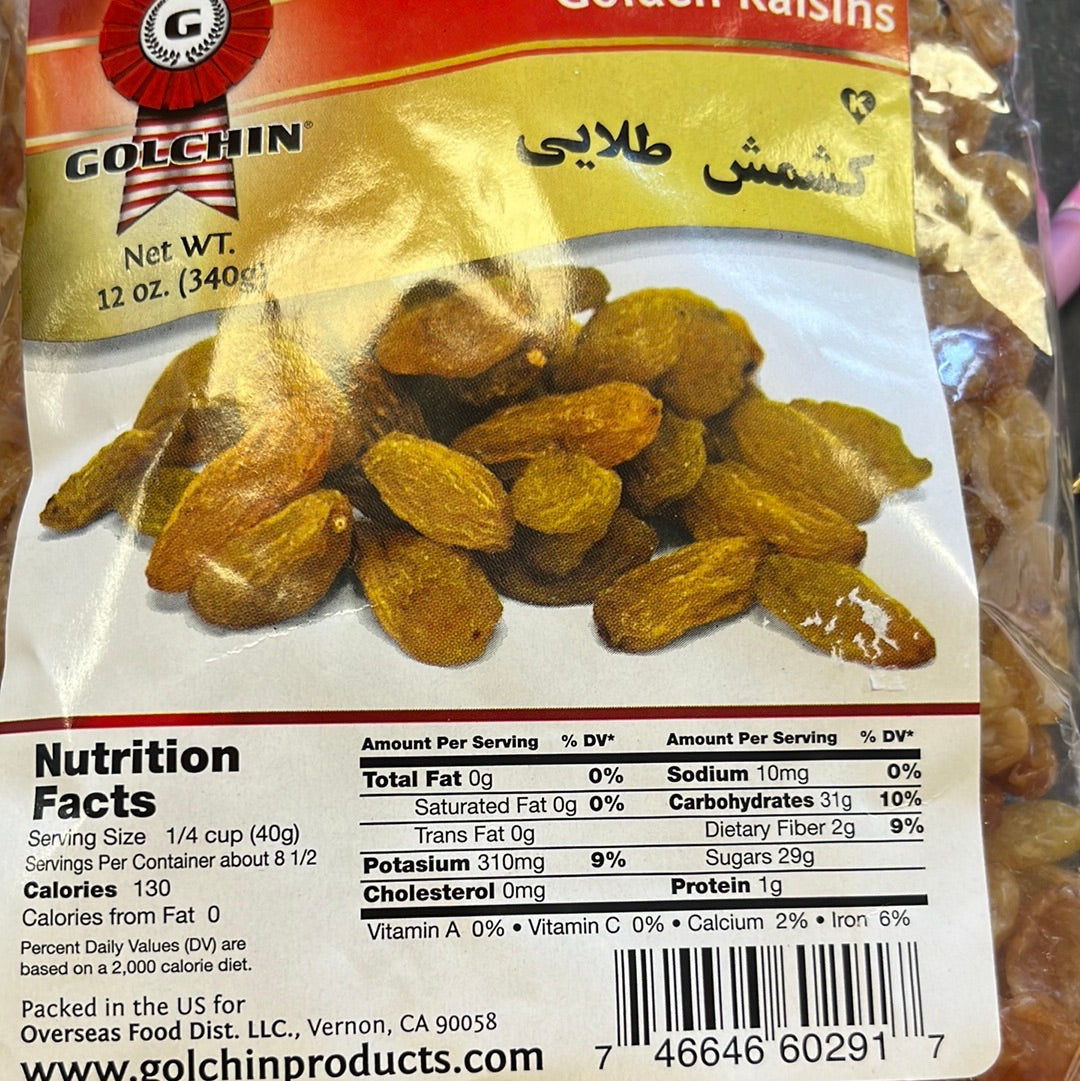 G
Golden Raisins
GOLCHIN®
K
کشمش طلایی
Net WT.
12 oz. (340g)
Nutrition
Facts
Serving Size 1/4 cup (40g)
Servings Per Container about 8 1/2
Calories 130
Calories from Fat 0
Percent Daily Values (DV) are
based on a 2,000 calorie diet.
Amount Per Serving % DV*
Total Fat 0g 0%
Saturated Fat 0g 0%
Trans Fat 0g
Potasium 310mg 9%
Cholesterol 0mg
Amount Per Serving % DV*
Sodium 10mg 0%
Carbohydrates 31g 10%
Dietary Fiber 2g 9%
Sugars 29g
Protein 1g
Vitamin A 0% • Vitamin C 0% • Calcium 2% • Iron 6%
Packed in the US for
Overseas Food Dist. LLC., Vernon, CA 90058
www.golchinproducts.com
7 46646 60291 7